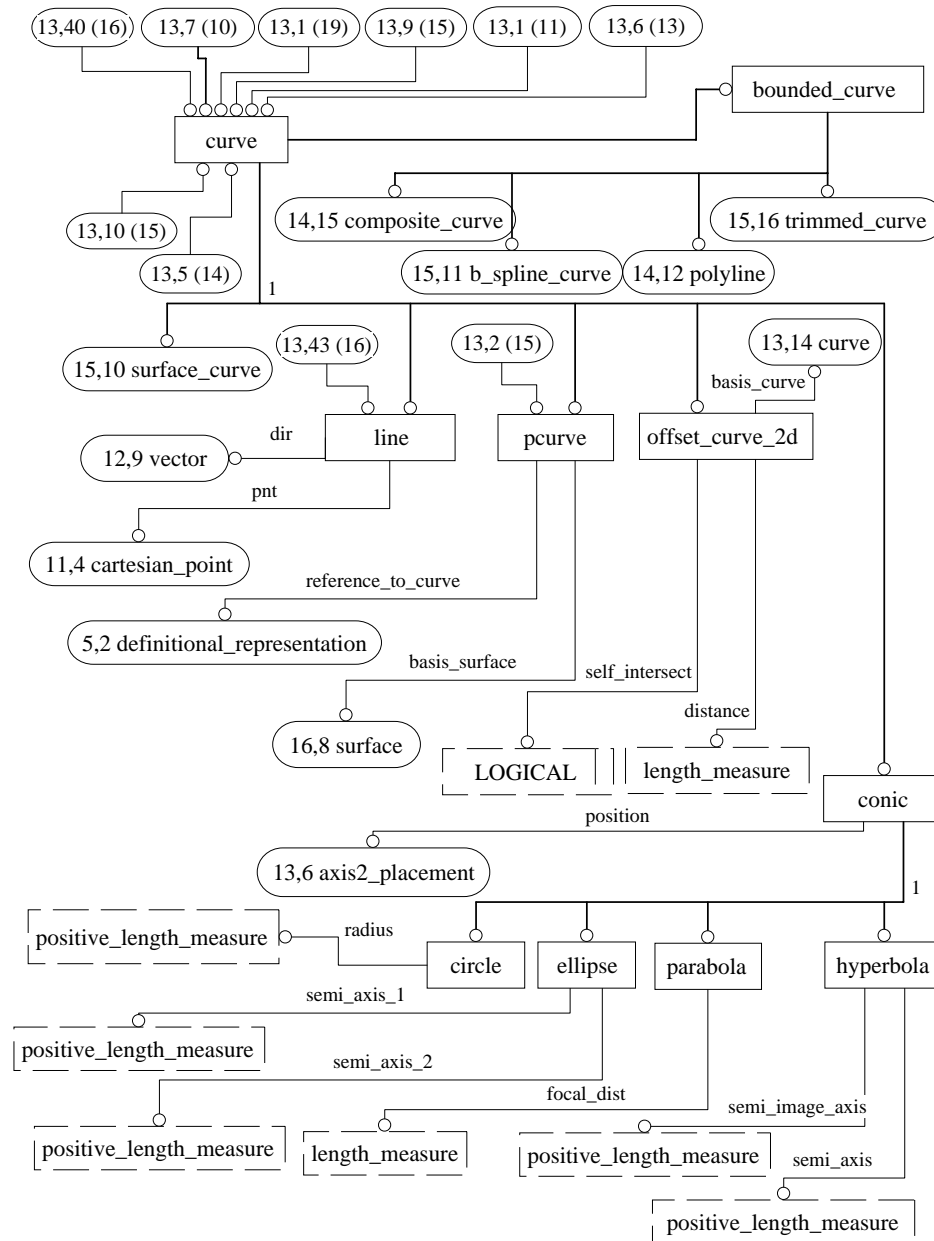 13,40 (16)
13,7 (10)
13,1 (19)
13,9 (15)
13,1 (11)
13,6 (13)
bounded_curve
curve
14,15 composite_curve
15,16 trimmed_curve
13,10 (15)
13,5 (14)
15,11 b_spline_curve
14,12 polyline
1
13,43 (16)
13,2 (15)
13,14 curve
15,10 surface_curve
basis_curve
dir
line
pcurve
offset_curve_2d
12,9 vector
pnt
11,4 cartesian_point
reference_to_curve
5,2 definitional_representation
basis_surface
self_intersect
distance
16,8 surface
LOGICAL
length_measure
conic
position
13,6 axis2_placement
1
positive_length_measure
radius
circle
ellipse
parabola
hyperbola
semi_axis_1
positive_length_measure
semi_axis_2
focal_dist
semi_image_axis
positive_length_measure
length_measure
positive_length_measure
semi_axis
positive_length_measure